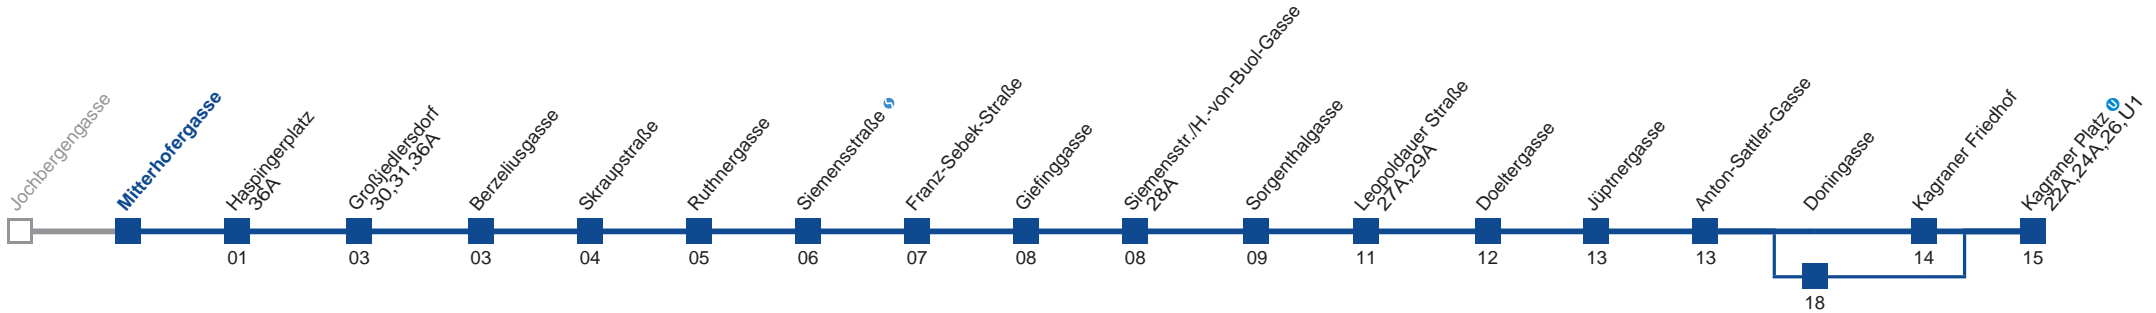 Jochbergengasse
Mitterhofergasse
Haspingerplatz
36A
Großjedlersdorf
30,31,36A
Berzeliusgasse
Skraupstraße
Ruthnergasse
Siemensstraße S
Franz-Sebek-Straße
Giefinggasse
Siemensstr./H.-von-Buol-Gasse
28A
Sorgenthalgasse
Leopoldauer Straße
27A,29A
Doeltergasse
Jüptnergasse
Anton-Sattler-Gasse
Doningasse
Kagraner Friedhof
Kagraner Platz U
22A,24A,26,U1
01 03 03 04 05 06 07 08 08 09 11 12 13 13 14 15
18